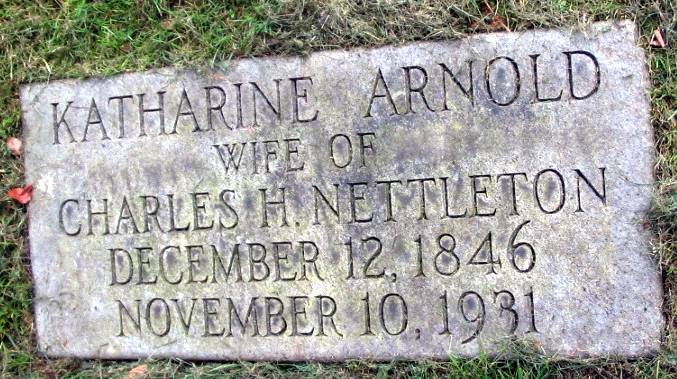 KATHARINE ARNOLD
WIFE OF
CHARLES H. NETTLETON
DECEMBER 12, 1846
NOVEMBER 10, 1931